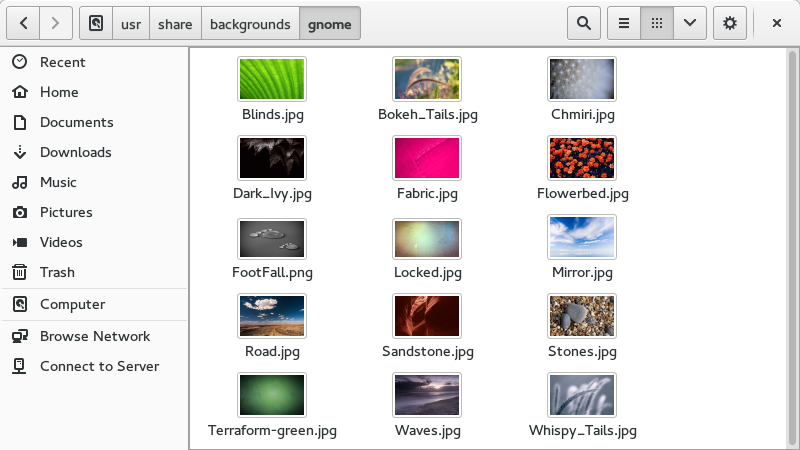 usr share backgrounds gnome
Recent
Home
Documents
Downloads
Music
Pictures
Videos
Trash
Computer
Browse Network
Connect to Server
Blinds.jpg Bokeh_Tails.jpg Chmiri.jpg
Dark_Ivy.jpg Fabric.jpg Flowerbed.jpg
FootFall.png Locked.jpg Mirror.jpg
Road.jpg Sandstone.jpg Stones.jpg
Terraform-green.jpg Waves.jpg Whispy_Tails.jpg